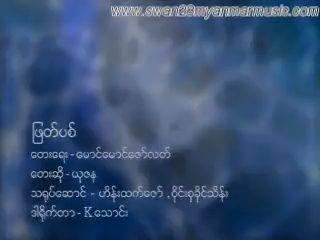 www.swan26myanmarmusic.com
ဖြတ်ပစ်
တေးရေး - မောင်မောင်ဇော်လတ်
တေးဆို - ယုဇန
သရုပ်ဆောင် - ဟိန်းထက်ဇော် , ဝိုင်းစုခိုင်သိန်း
ဒါရိုက်တာ - K သောင်း